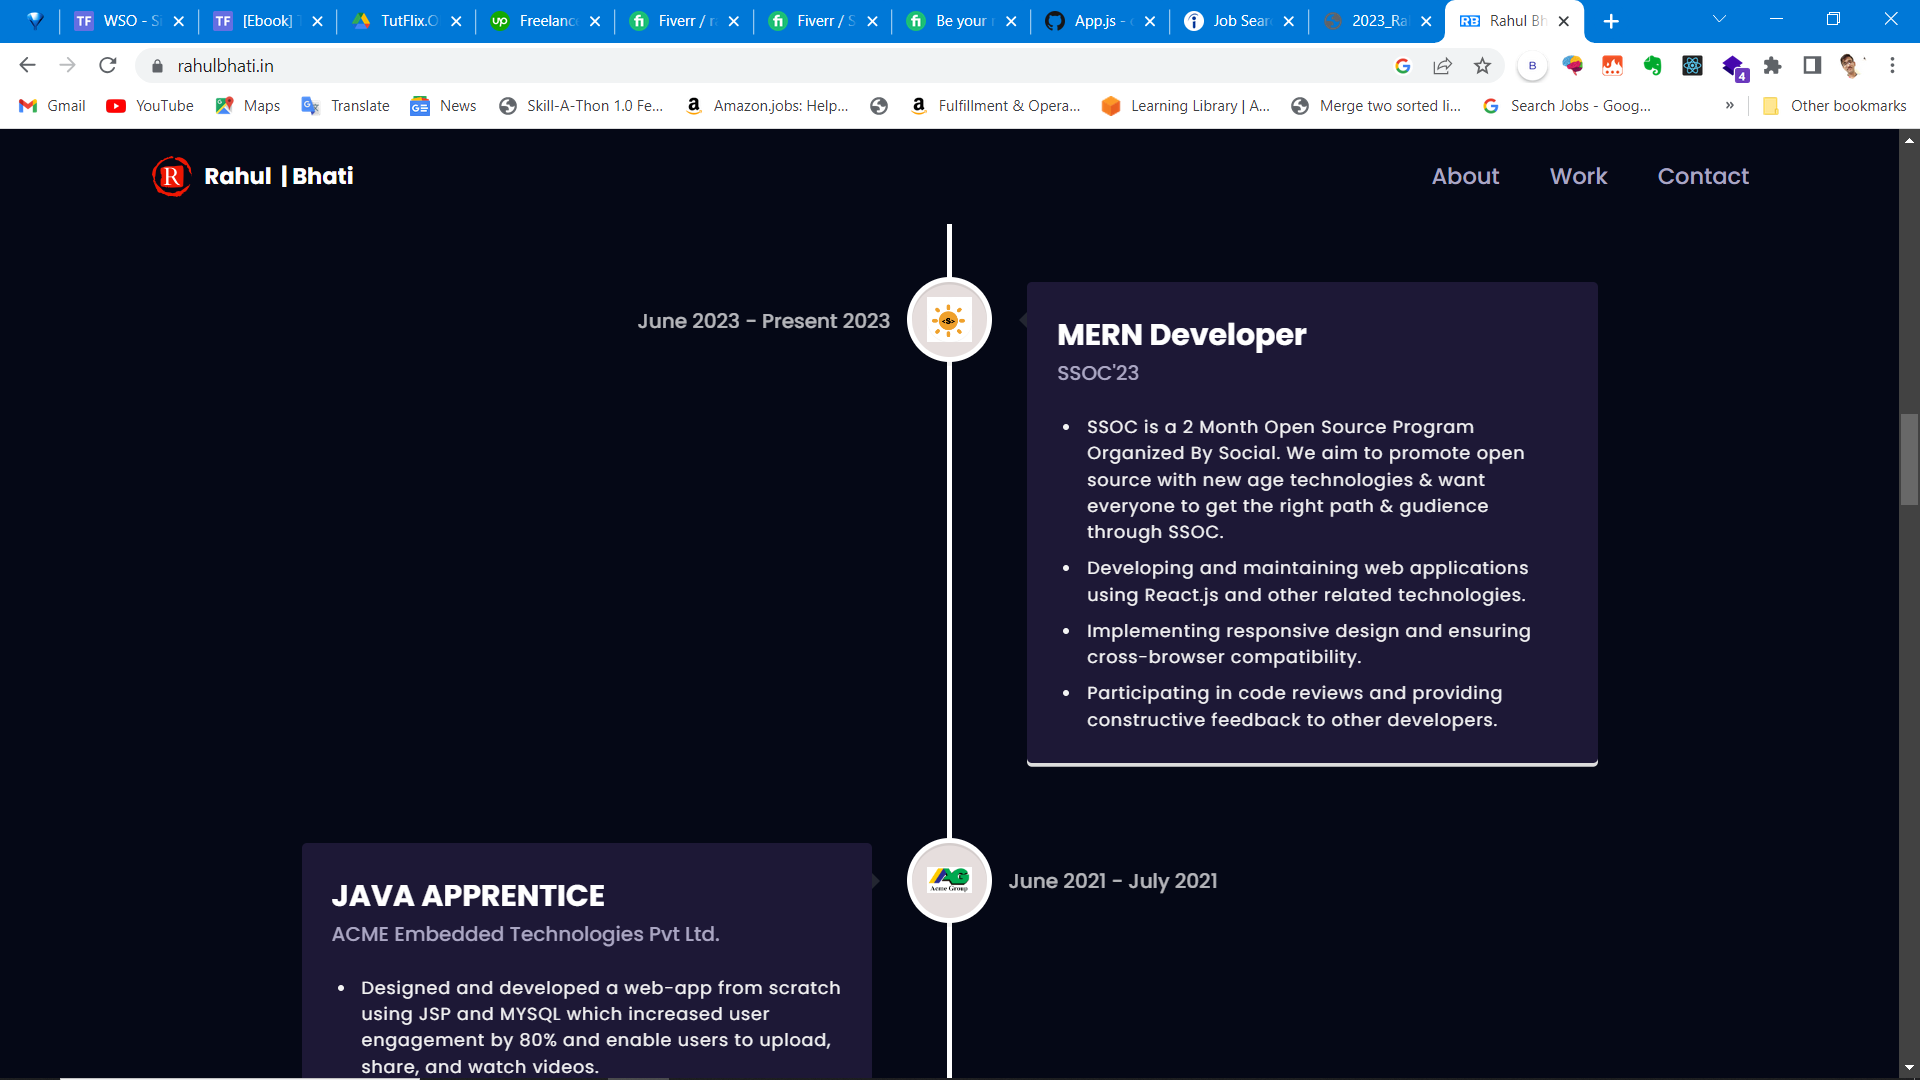 WSO - Si
[Ebook] T
TutFlix.O
Freelanc
Fiverr / ra
Fiverr / S
Be your
App.js -
Job Sear
2023_Ra
Rahul Bh
rahulbhati.in
B
4
Gmail
YouTube
Maps
Translate
News
Skill-A-Thon 1.0 Fe...
Amazon.jobs: Help...
Fulfillment & Opera...
Learning Library | A...
Merge two sorted li...
Search Jobs - Goog...
»
Other bookmarks
R
Rahul | Bhati
About
Work
Contact
June 2023 - Present 2023
<S>
MERN Developer
SSOC'23
• SSOC is a 2 Month Open Source Program
Organized By Social. We aim to promote open
source with new age technologies & want
everyone to get the right path & gudience
through SSOC.
• Developing and maintaining web applications
using React.js and other related technologies.
• Implementing responsive design and ensuring
cross-browser compatibility.
• Participating in code reviews and providing
constructive feedback to other developers.
AG
Acme Group
June 2021 - July 2021
JAVA APPRENTICE
ACME Embedded Technologies Pvt Ltd.
• Designed and developed a web-app from scratch
using JSP and MYSQL which increased user
engagement by 80% and enable users to upload,
share, and watch videos.